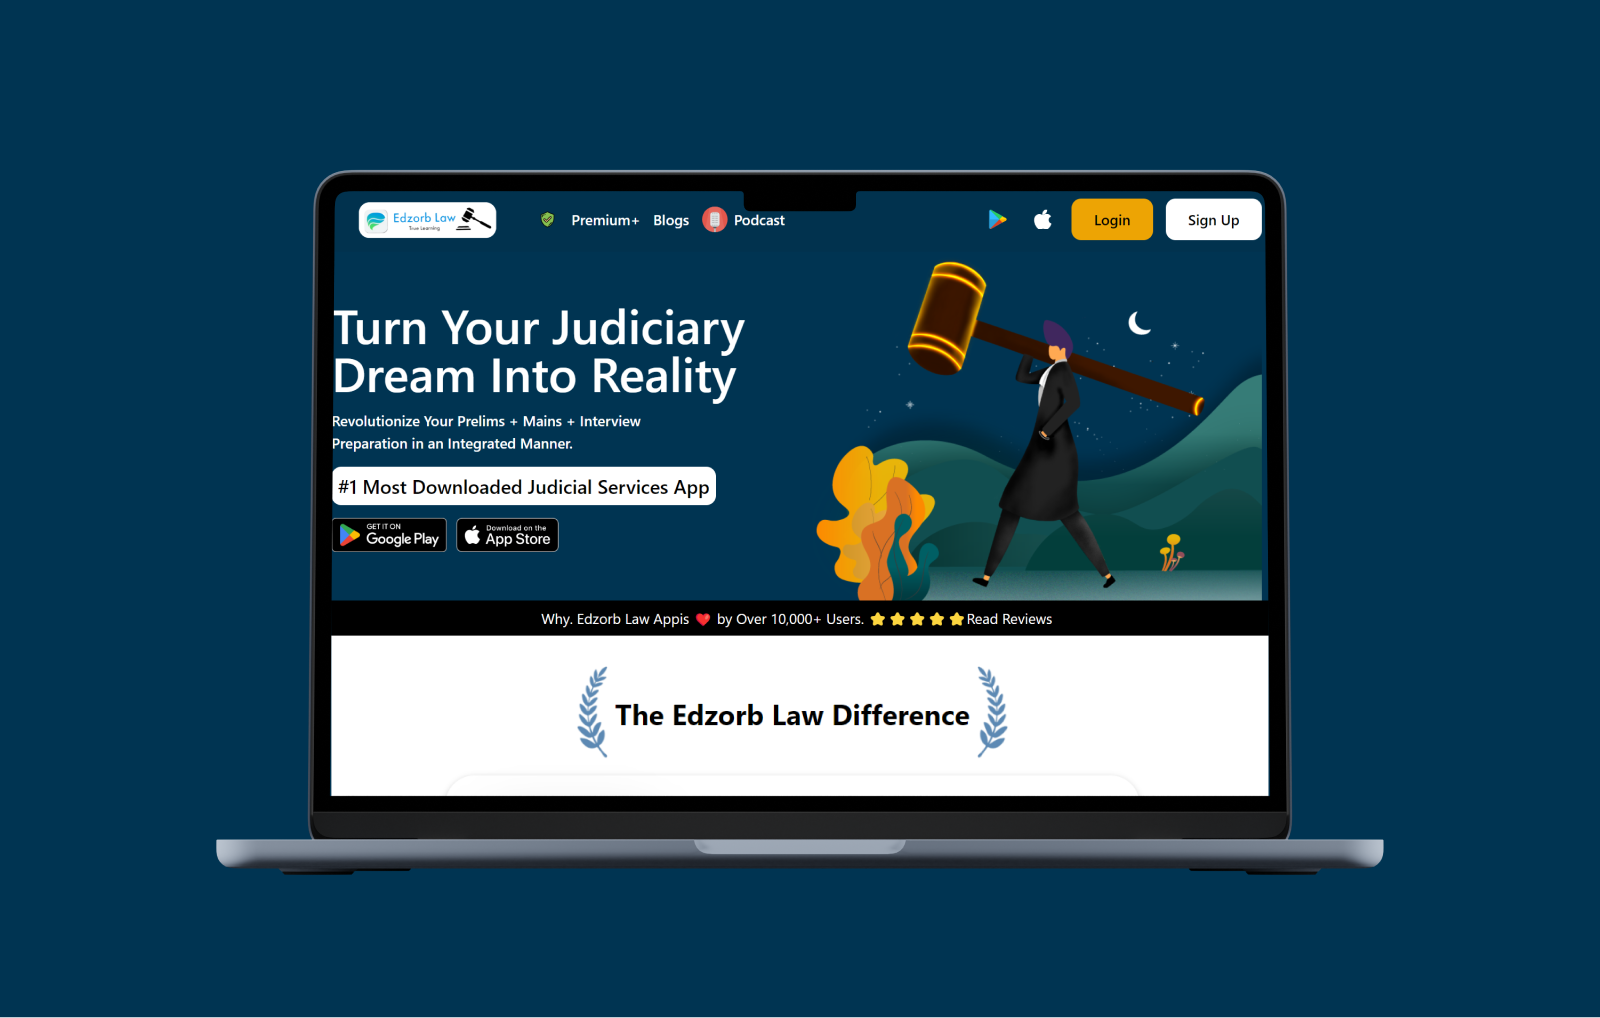 Edzorb Law
True Learning
Premium+ Blogs Podcast
Login
Sign Up
Turn Your Judiciary
Dream Into Reality
Revolutionize Your Prelims + Mains + Interview
Preparation in an Integrated Manner.
#1 Most Downloaded Judicial Services App
GET IT ON
Google Play
Download on the
App Store
Why. Edzorb Law Appis ❤️ by Over 10,000+ Users. ⭐⭐⭐⭐⭐Read Reviews
The Edzorb Law Difference